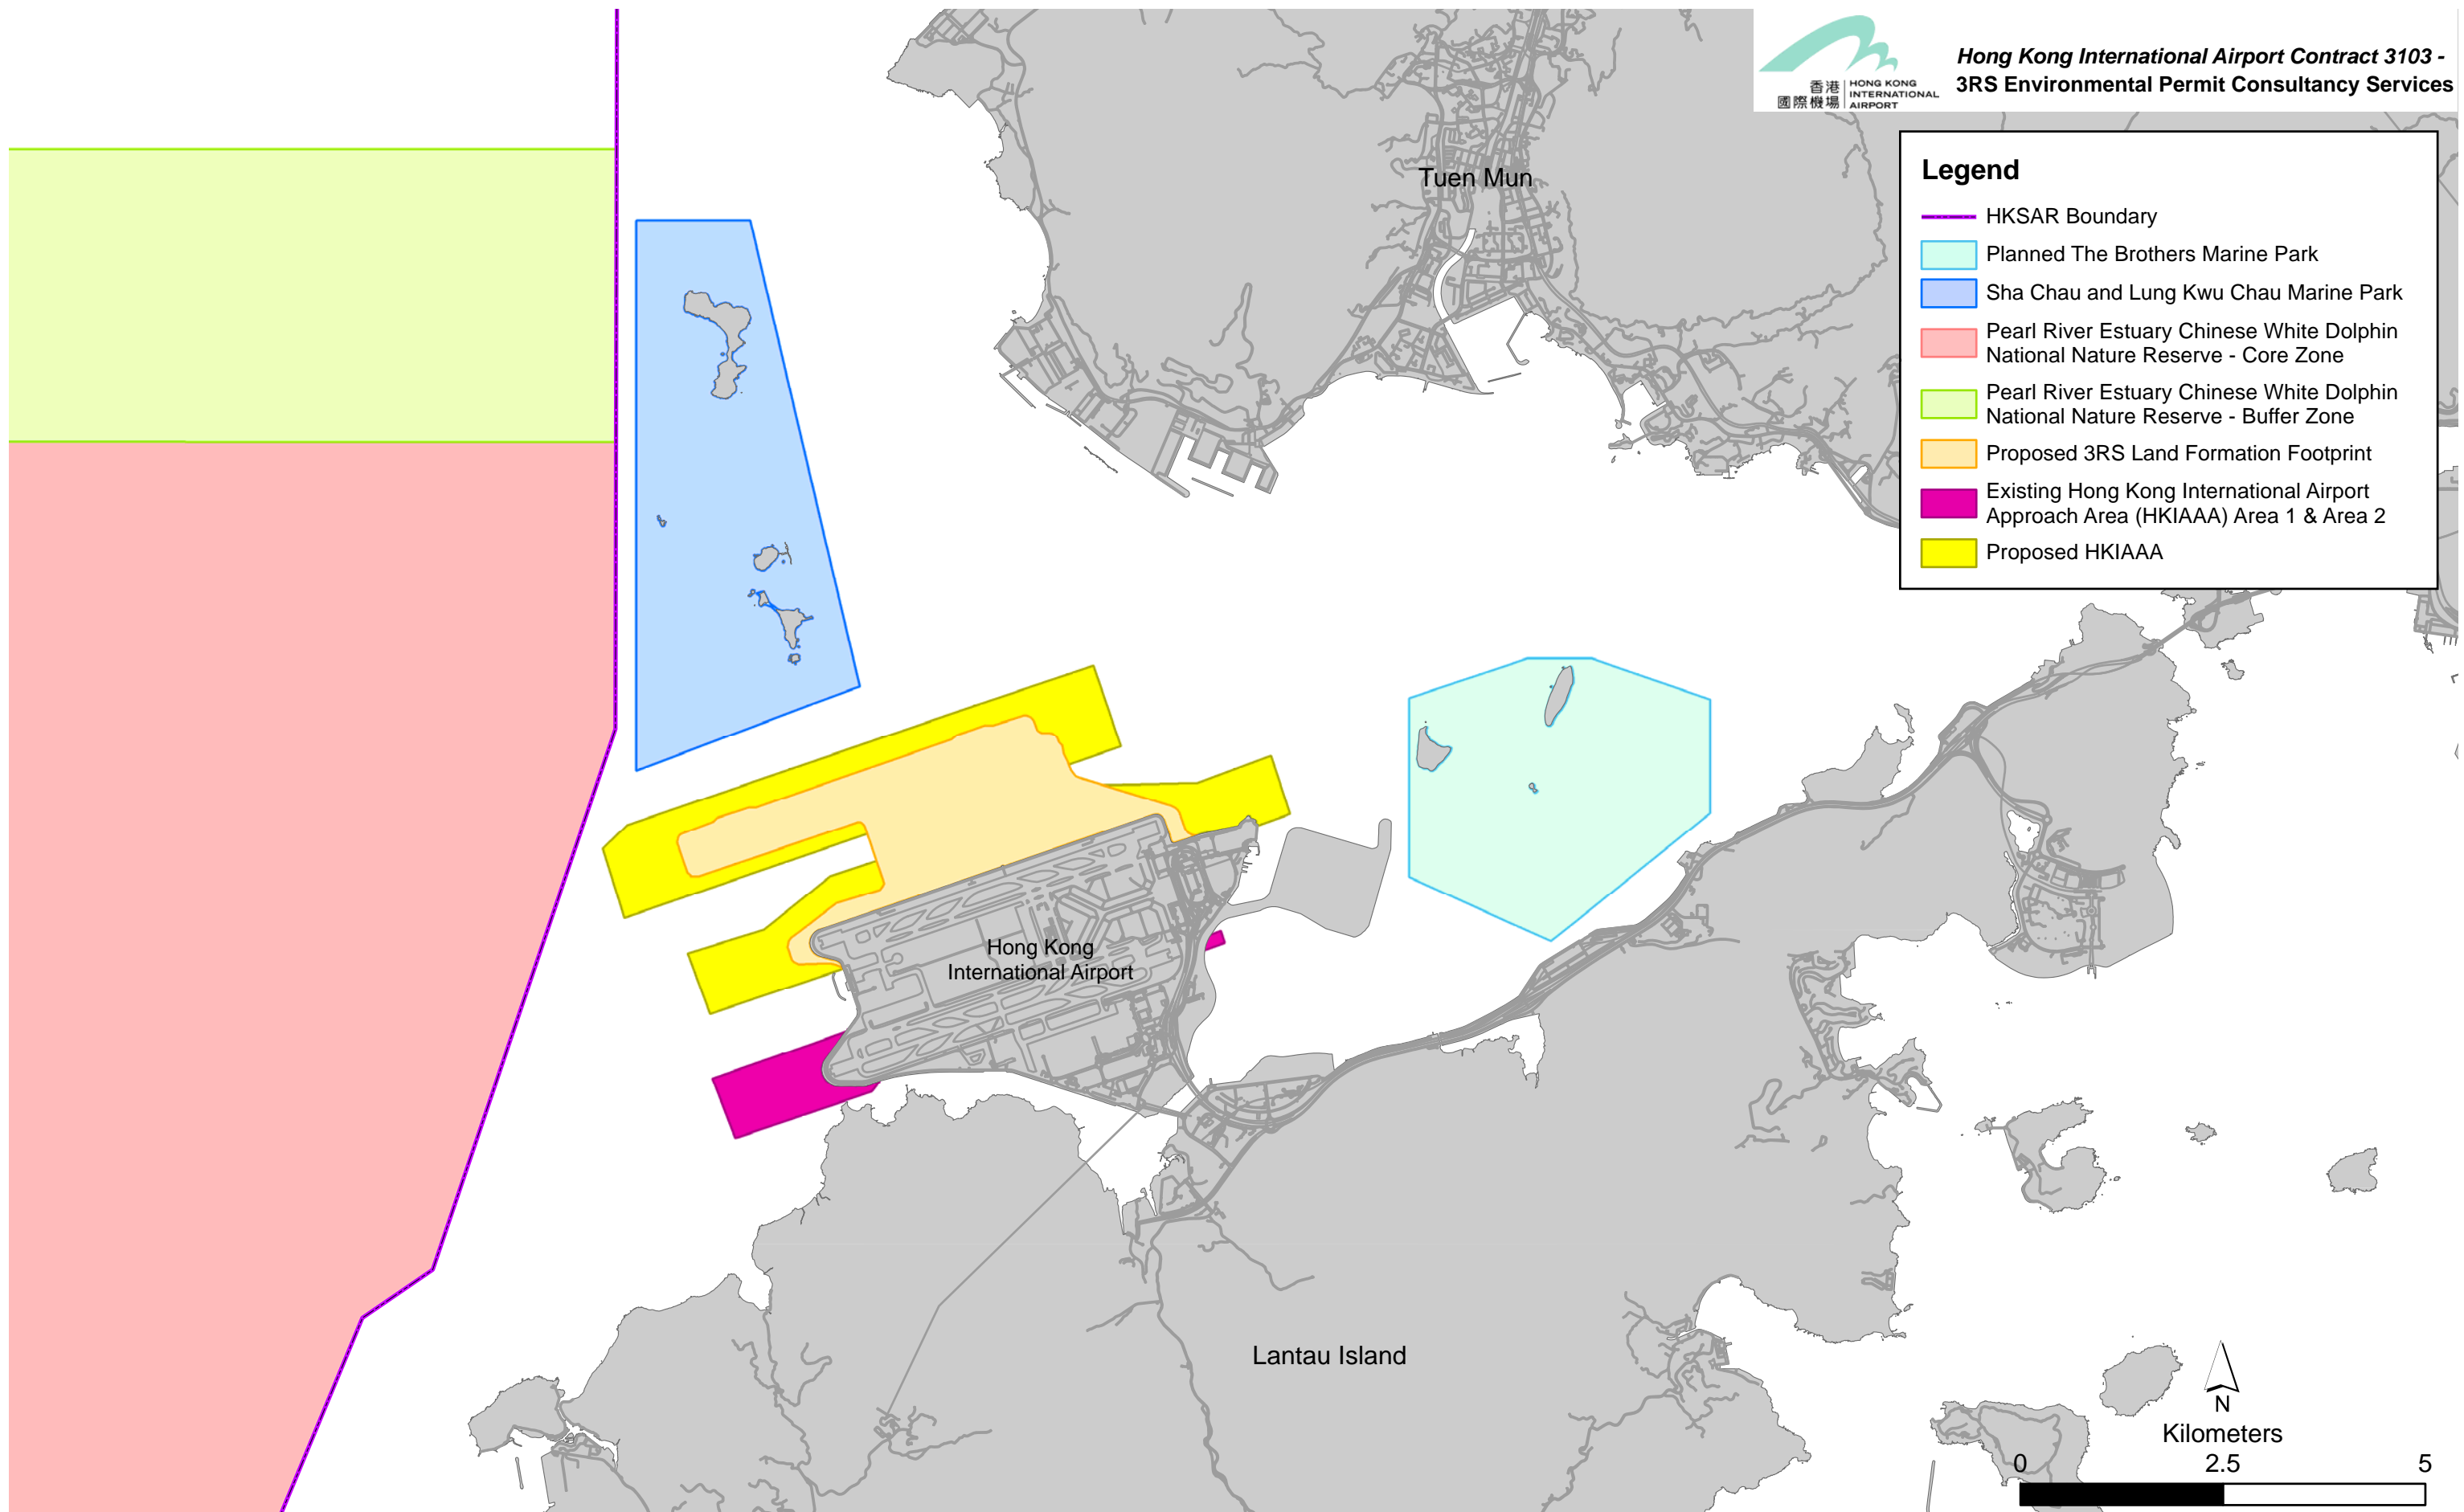 香港
國際機場
HONG KONG
INTERNATIONAL
AIRPORT
Hong Kong International Airport Contract 3103 -
3RS Environmental Permit Consultancy Services
Legend
HKSAR Boundary
Planned The Brothers Marine Park
Sha Chau and Lung Kwu Chau Marine Park
Pearl River Estuary Chinese White Dolphin
National Nature Reserve - Core Zone
Pearl River Estuary Chinese White Dolphin
National Nature Reserve - Buffer Zone
Proposed 3RS Land Formation Footprint
Existing Hong Kong International Airport
Approach Area (HKIAAA) Area 1 & Area 2
Proposed HKIAAA
Tuen Mun
Hong Kong
International Airport
Lantau Island
N
Kilometers
0 2.5 5